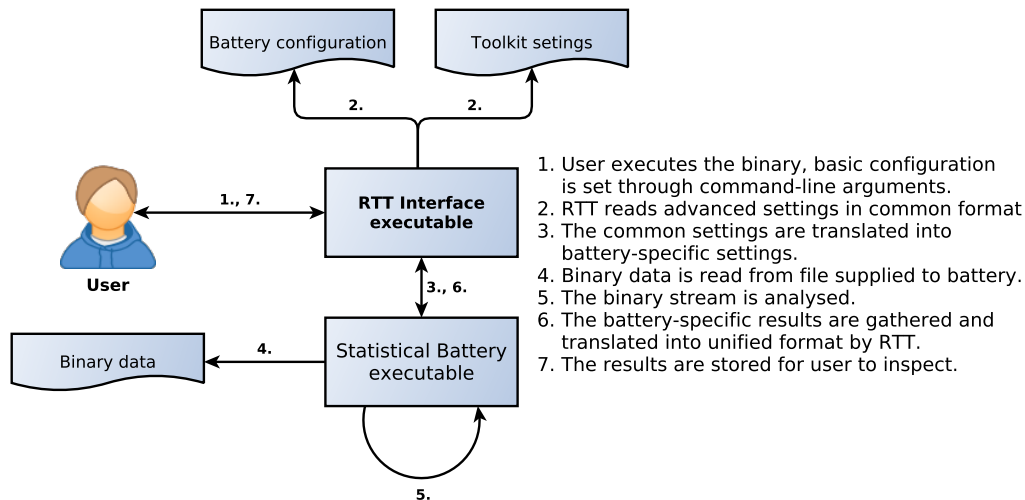 Battery configuration
Toolkit setings
2.
2.
1., 7.
RTT Interface
executable
User
3., 6.
Statistical Battery
executable
Binary data
4.
5.
1. User executes the binary, basic configuration
is set through command-line arguments.
2. RTT reads advanced settings in common format
3. The common settings are translated into
battery-specific settings.
4. Binary data is read from file supplied to battery.
5. The binary stream is analysed.
6. The battery-specific results are gathered and
translated into unified format by RTT.
7. The results are stored for user to inspect.